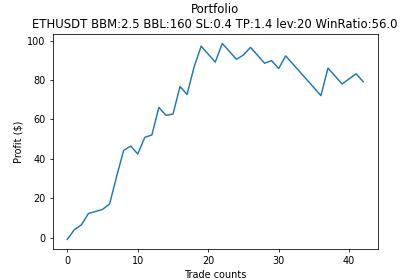 Portfolio
ETHUSDT BBM:2.5 BBL:160 SL:0.4 TP:1.4 lev:20 WinRatio:56.0
100
80
60
40
20
0
Profit ($)
0 10 20 30 40
Trade counts